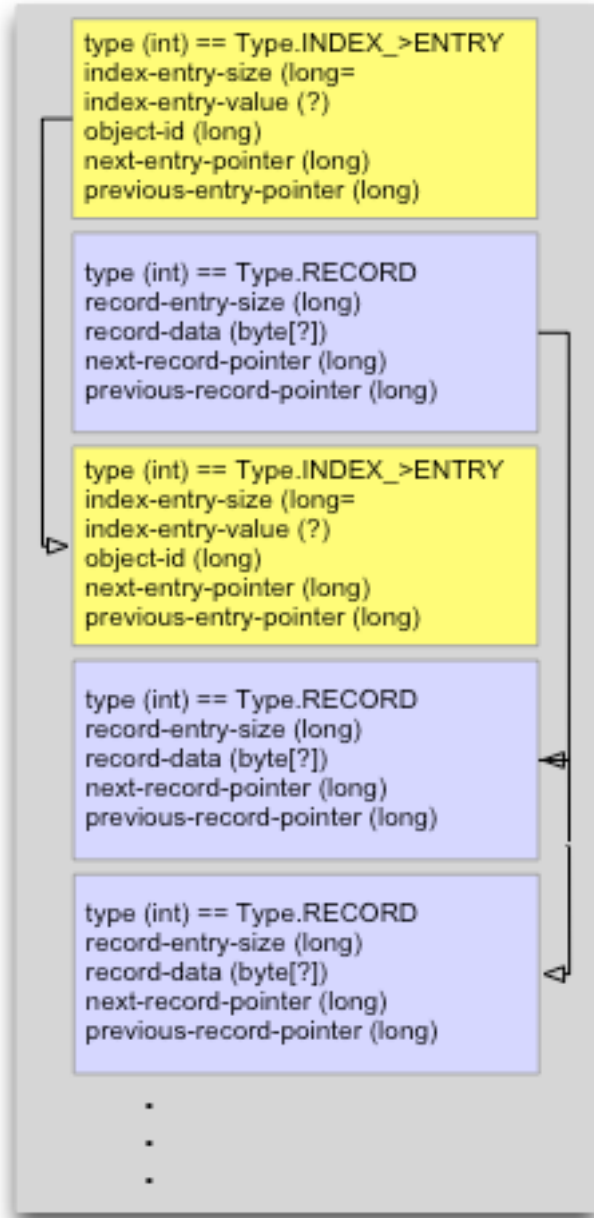 type (int) == Type.INDEX_>ENTRY
index-entry-size (long=
index-entry-value (?)
object-id (long)
next-entry-pointer (long)
previous-entry-pointer (long)
type (int) == Type.RECORD
record-entry-size (long)
record-data (byte[?])
next-record-pointer (long)
previous-record-pointer (long)
type (int) == Type.INDEX_>ENTRY
index-entry-size (long=
index-entry-value (?)
object-id (long)
next-entry-pointer (long)
previous-entry-pointer (long)
type (int) == Type.RECORD
record-entry-size (long)
record-data (byte[?])
next-record-pointer (long)
previous-record-pointer (long)
type (int) == Type.RECORD
record-entry-size (long)
record-data (byte[?])
next-record-pointer (long)
previous-record-pointer (long)
.
.
.